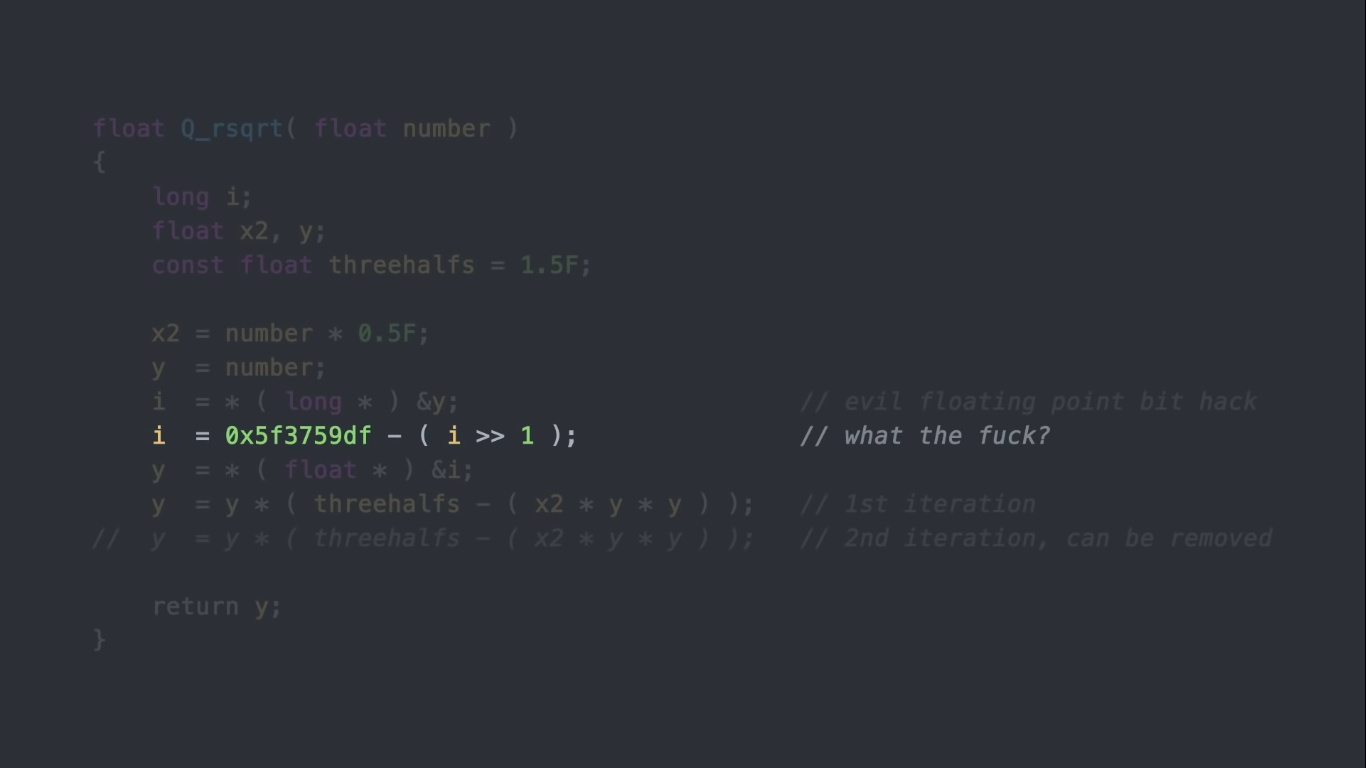 float Q_rsqrt( float number )
{
    long i;
    float x2, y;
    const float threehalfs = 1.5F;

    x2 = number * 0.5F;
    y  = number;
    i  = * ( long * ) &y;                       // evil floating point bit hack
    i  = 0x5f3759df - ( i >> 1 );               // what the fuck?
    y  = * ( float * ) &i;
    y  = y * ( threehalfs - ( x2 * y * y ) );   // 1st iteration
//  y  = y * ( threehalfs - ( x2 * y * y ) );   // 2nd iteration, can be removed

    return y;
}